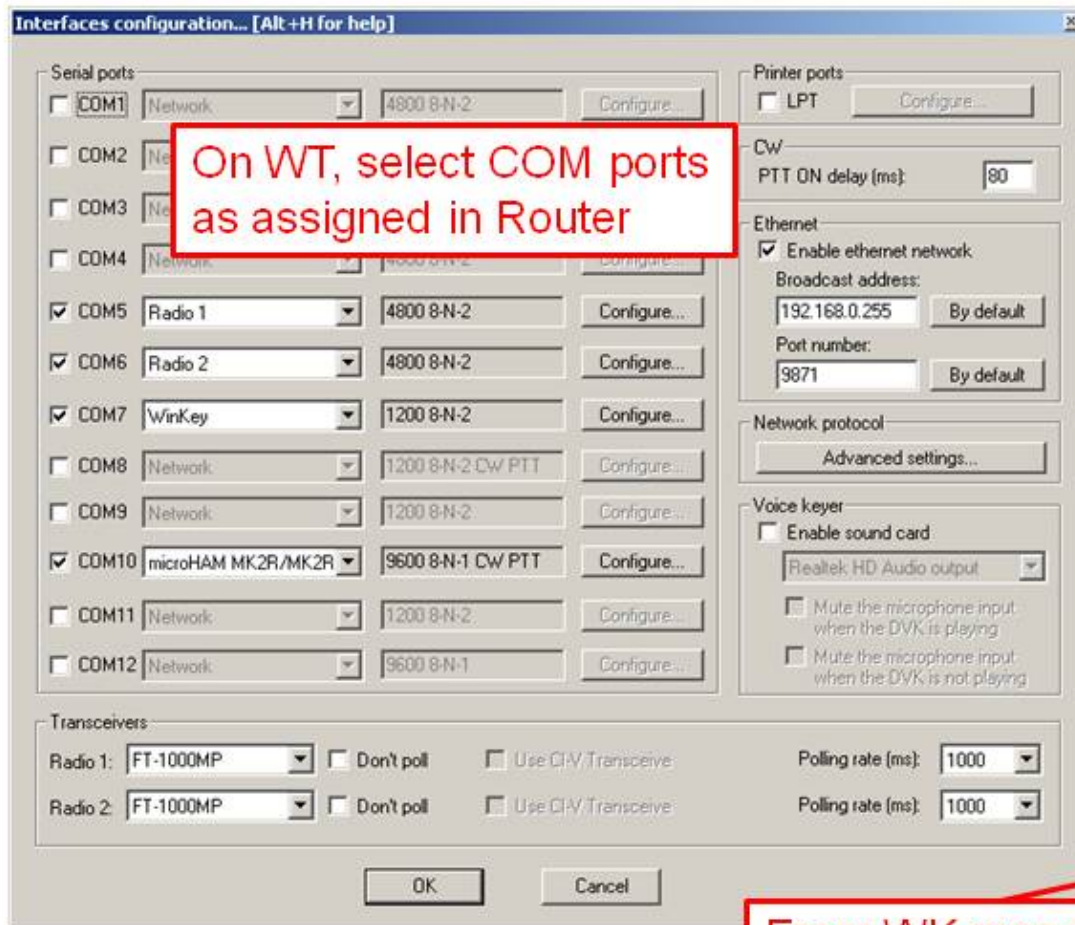 Interfaces configuration... [Alt+H for help]
Serial ports
COM1 Network 4800 8-N-2 Configure...
COM2 Ne
COM3 Ne
COM4 Network 4800 8-N-2 Configure...
COM5 Radio 1 4800 8-N-2 Configure...
COM6 Radio 2 4800 8-N-2 Configure...
COM7 WinKey 1200 8-N-2 Configure...
COM8 Network 1200 8-N-2 CW PTT Configure...
COM9 Network 1200 8-N-2 Configure...
COM10 microHAM MK2R/MK2R 9600 8-N-1 CW PTT Configure...
COM11 Network 1200 8-N-2 Configure...
COM12 Network 9600 8-N-1 Configure...
On WT, select COM ports
as assigned in Router
Printer ports
LPT Configure...
CW
PTT ON delay (ms): 80
Ethernet
Enable ethernet network
Broadcast address:
192.168.0.255 By default
Port number:
9871 By default
Network protocol
Advanced settings...
Voice keyer
Enable sound card
Realtek HD Audio output
Mute the microphone input
when the DVK is playing
Mute the microphone input
when the DVK is not playing
Transceivers
Radio 1: FT-1000MP Don't poll Use CI-V Transceive Polling rate (ms): 1000
Radio 2: FT-1000MP Don't poll Use CI-V Transceive Polling rate (ms): 1000
OK Cancel